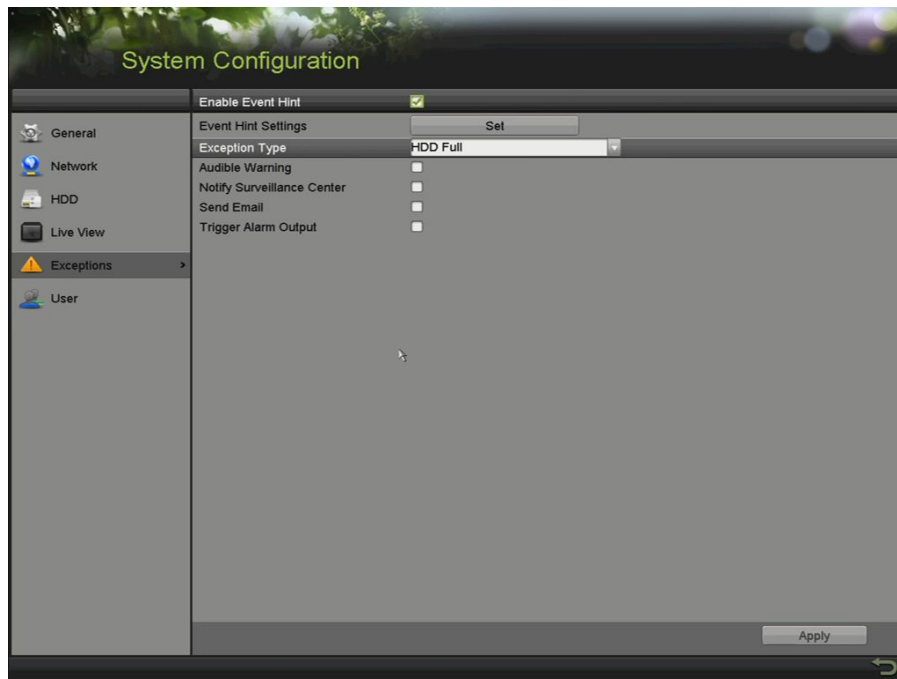 System Configuration
Enable Event Hint
General
Network
HDD
Live View
Exceptions
User
Event Hint Settings Set
Exception Type HDD Full
Audible Warning
Notify Surveillance Center
Send Email
Trigger Alarm Output
Apply